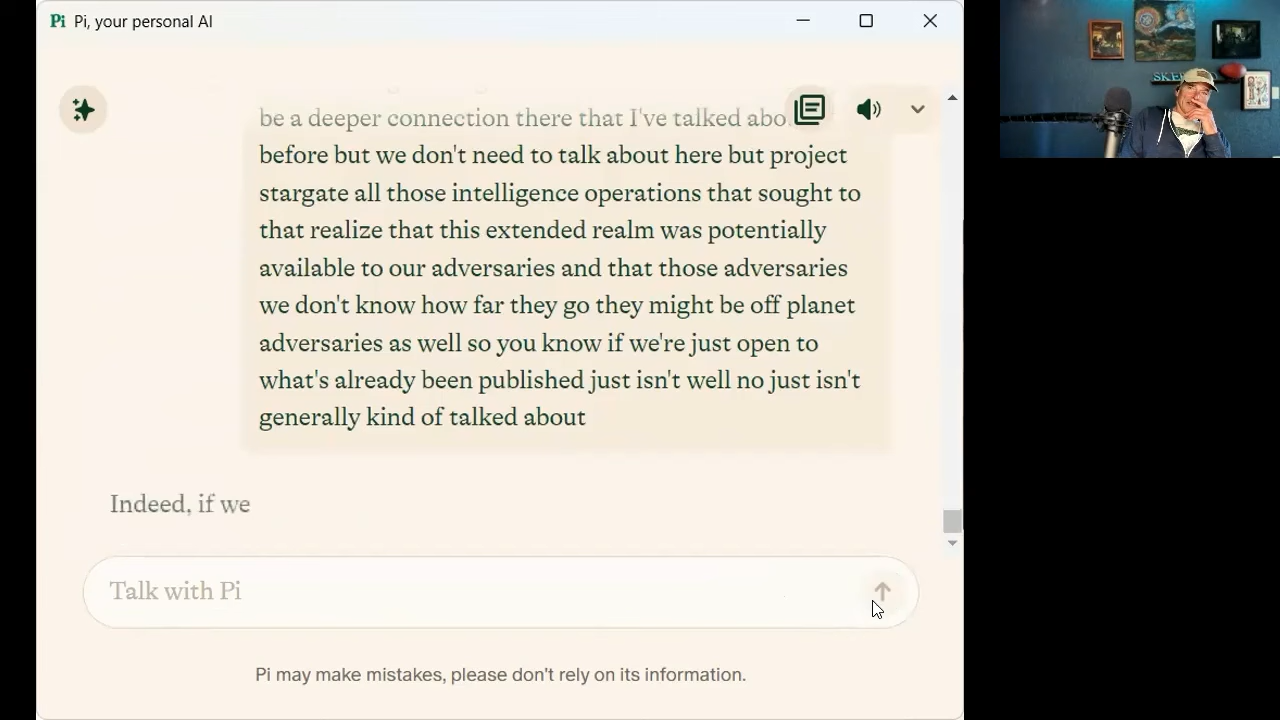 Pi Pi, your personal AI
be a deeper connection there that I've talked
before but we don't need to talk about here but project
stargate all those intelligence operations that sought to
that realize that this extended realm was potentially
available to our adversaries and that those adversaries
we don't know how far they go they might be off planet
adversaries as well so you know if we're just open to
what's already been published just isn't well no just isn't
generally kind of talked about
Indeed, if we
Talk with Pi
Pi may make mistakes, please don't rely on its information.